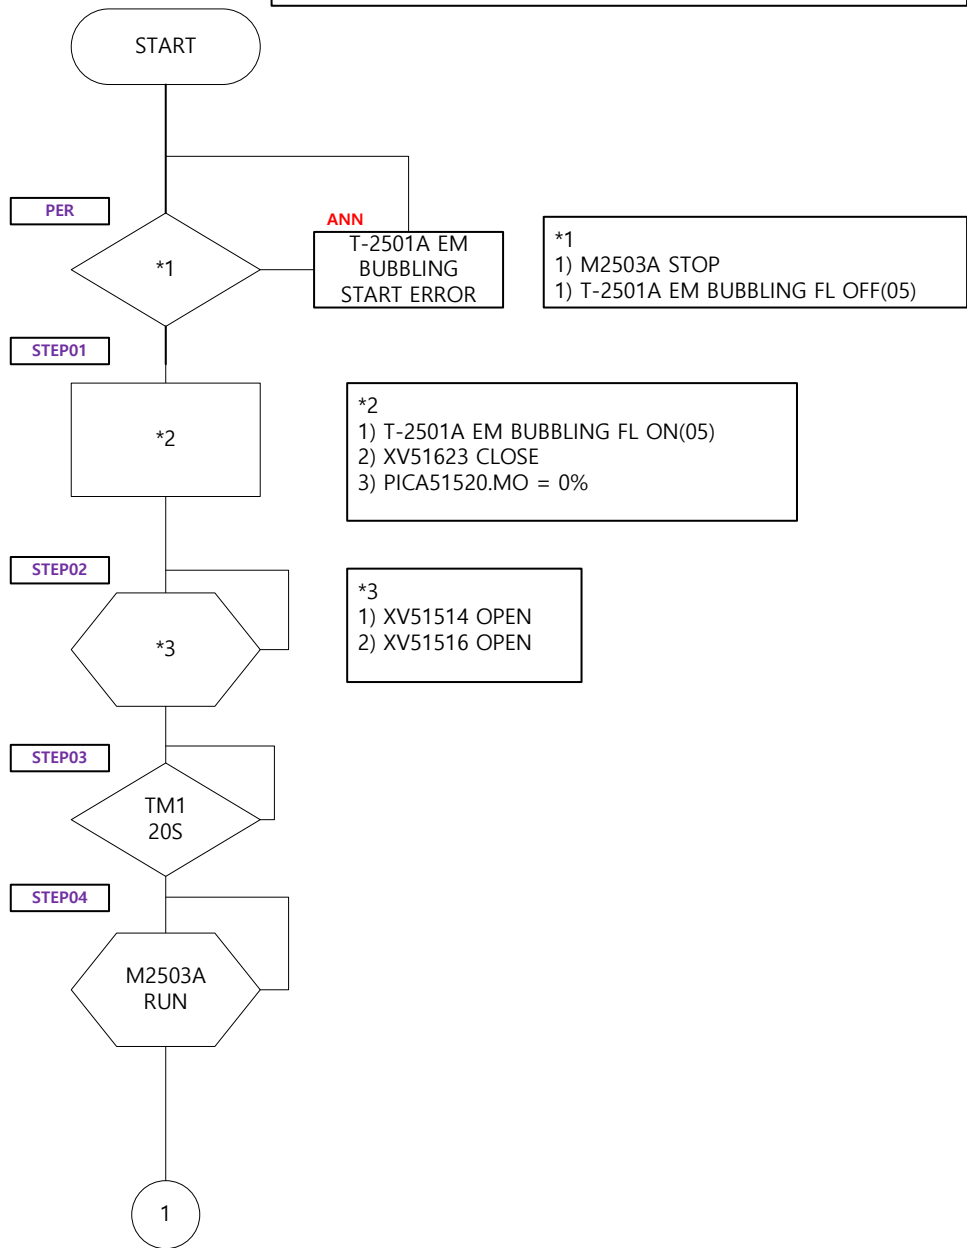 START
PER
*1
ANN
T-2501A EM
BUBBLING
START ERROR
*1
1) M2503A STOP
1) T-2501A EM BUBBLING FL OFF(05)
STEP01
*2
*2
1) T-2501A EM BUBBLING FL ON(05)
2) XV51623 CLOSE
3) PICA51520.MO = 0%
STEP02
*3
*3
1) XV51514 OPEN
2) XV51516 OPEN
STEP03
TM1
20S
STEP04
M2503A
RUN
1